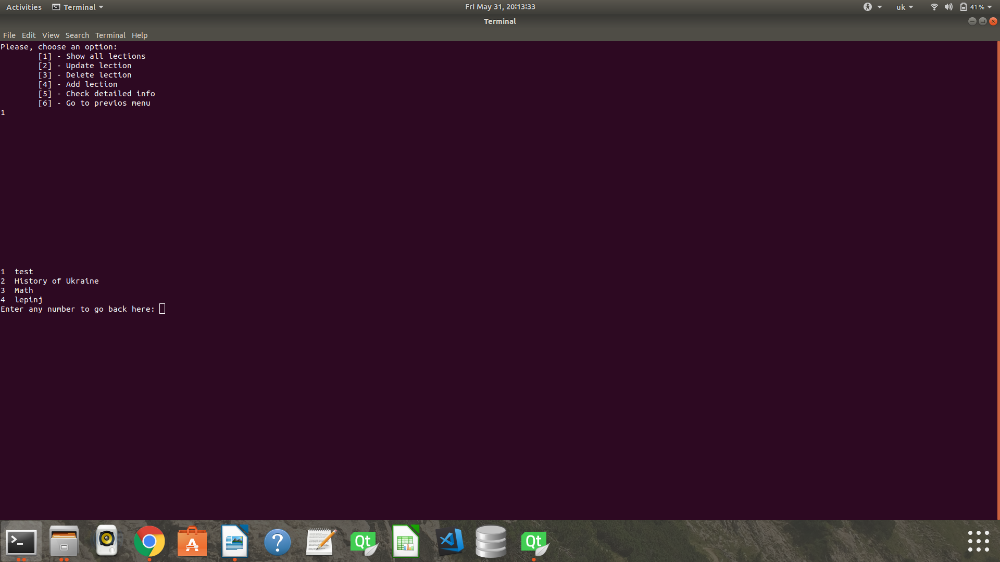 Activities Terminal Fri May 31, 20:13:33 uk 41%
Terminal
File Edit View Search Terminal Help
Please, choose an option:
[1] - Show all lections
[2] - Update lection
[3] - Delete lection
[4] - Add lection
[5] - Check detailed info
[6] - Go to previos menu
1
1 test
2 History of Ukraine
3 Math
4 lepinj
Enter any number to go back here:
Qt
Qt